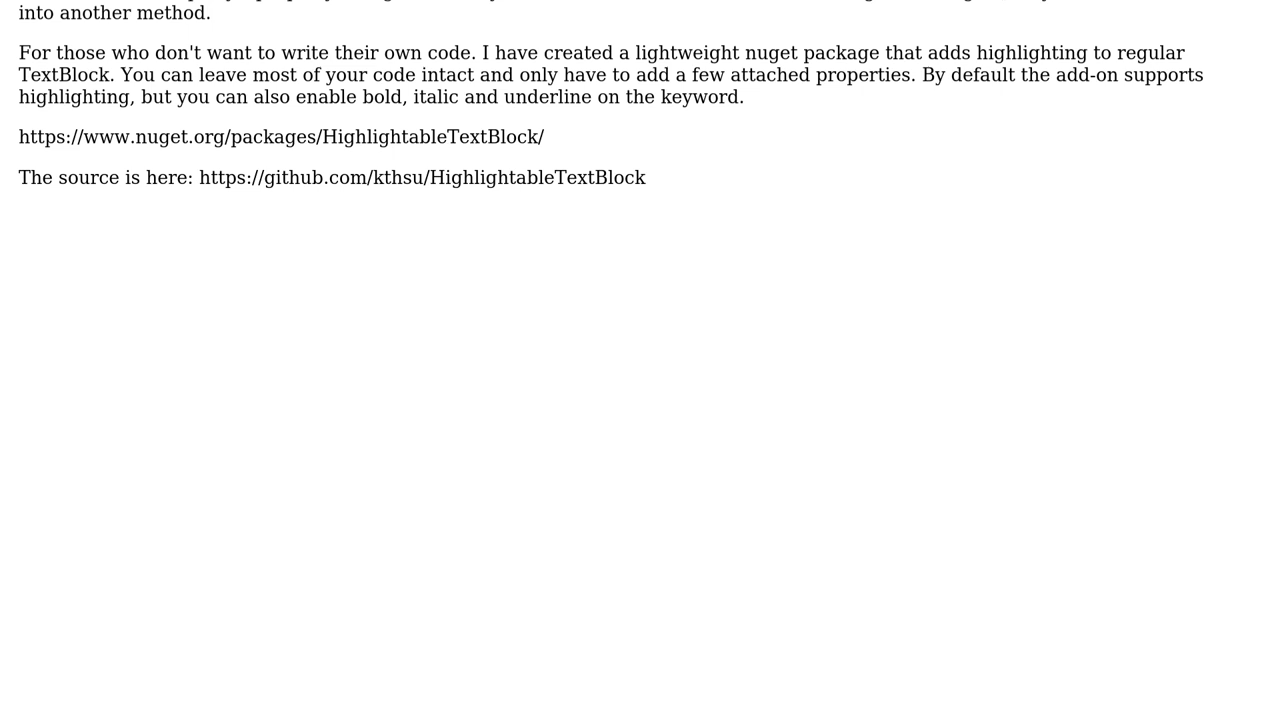 into another method.
For those who don't want to write their own code. I have created a lightweight nuget package that adds highlighting to regular
TextBlock. You can leave most of your code intact and only have to add a few attached properties. By default the add-on supports
highlighting, but you can also enable bold, italic and underline on the keyword.
https://www.nuget.org/packages/HighlightableTextBlock/
The source is here: https://github.com/kthsu/HighlightableTextBlock